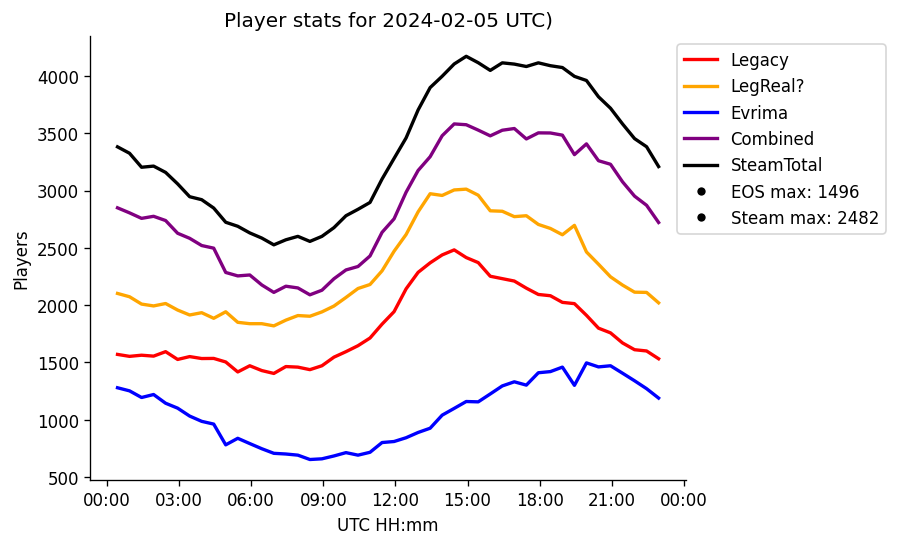 Player stats for 2024-02-05 UTC)
Players
4000
3500
3000
2500
2000
1500
1000
500
00:00 03:00 06:00 09:00 12:00 15:00 18:00 21:00 00:00
UTC HH:mm
Legacy
LegReal?
Evrima
Combined
SteamTotal
EOS max: 1496
Steam max: 2482